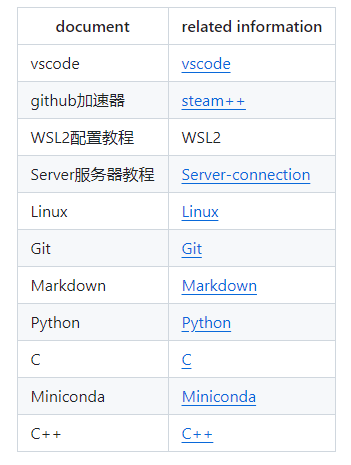 document related information
vscode vscode
github加速器 steam++
WSL2配置教程 WSL2
Server服务器教程 Server-connection
Linux Linux
Git Git
Markdown Markdown
Python Python
C C
Miniconda Miniconda
C++ C++